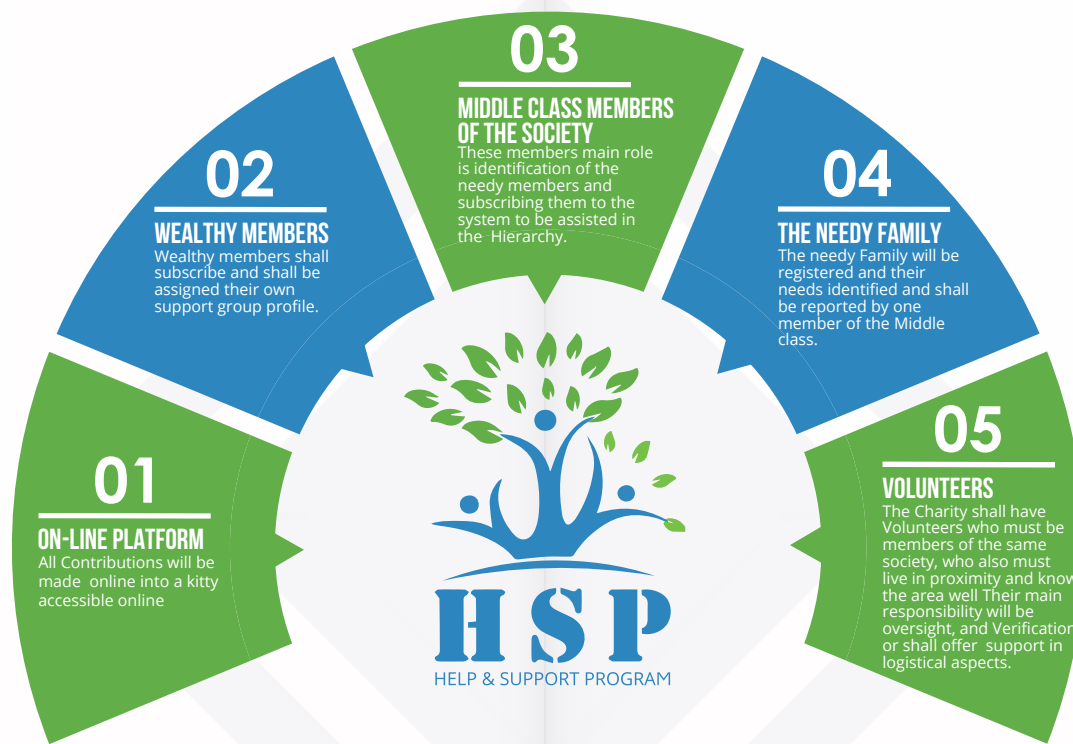 01
ON-LINE PLATFORM
All Contributions will be
made online into a kitty
accessible online
02
WEALTHY MEMBERS
Wealthy members shall
subscribe and shall be
assigned their own
support group profile.
03
MIDDLE CLASS MEMBERS
OF THE SOCIETY
These members main role
is identification of the
needy members and
subscribing them to the
system to be assisted in
the Hierarchy.
04
THE NEEDY FAMILY
The needy Family will be
registered and their
needs identified and shall
be reported by one
member of the Middle
class.
05
VOLUNTEERS
The Charity shall have
Volunteers who must be
members of the same
society, who also must
live in proximity and know
the area well Their main
responsibility will be
oversight, and Verification
or shall offer support in
logistical aspects.
HSP
HELP & SUPPORT PROGRAM